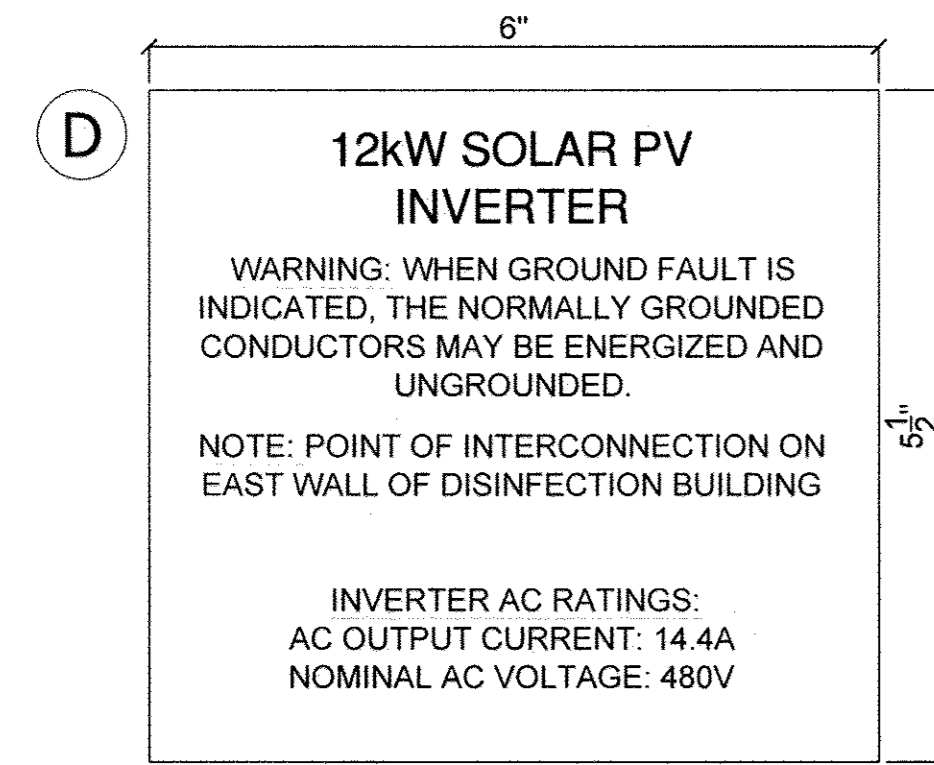 6"
D
12kW SOLAR PV
INVERTER
WARNING: WHEN GROUND FAULT IS
INDICATED, THE NORMALLY GROUNDED
CONDUCTORS MAY BE ENERGIZED AND
UNGROUNDED.
NOTE: POINT OF INTERCONNECTION ON
EAST WALL OF DISINFECTION BUILDING
INVERTER AC RATINGS:
AC OUTPUT CURRENT: 14.4A
NOMINAL AC VOLTAGE: 480V
5 1/2"